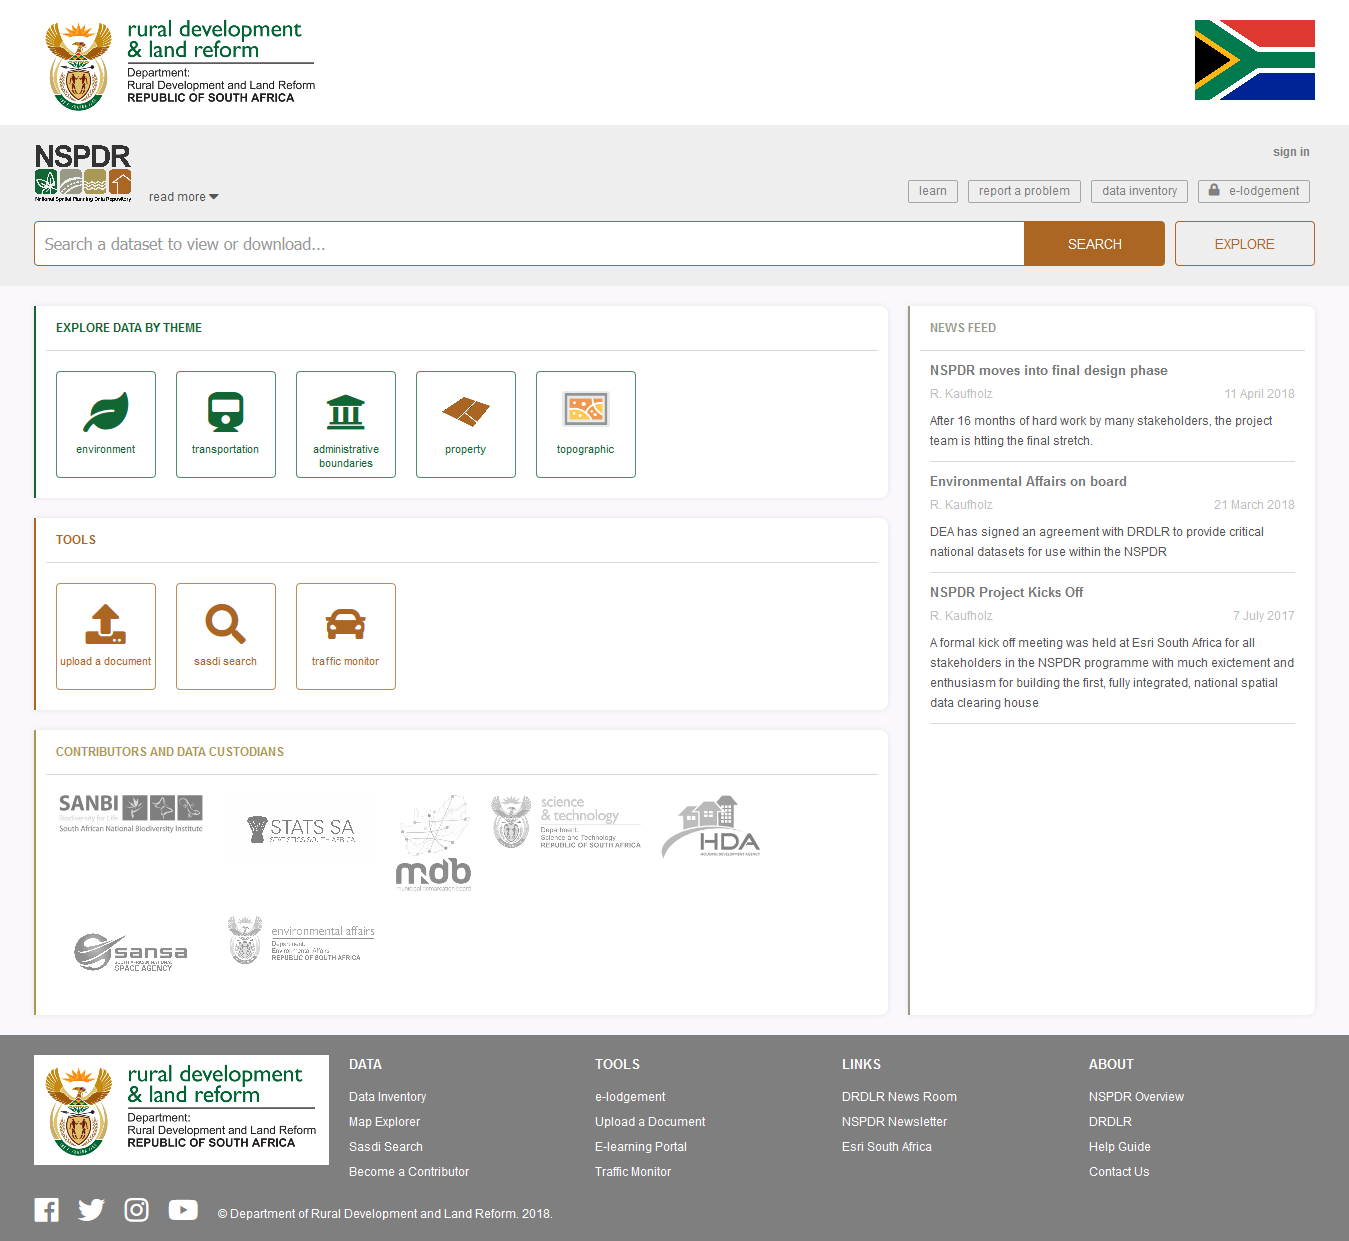 rural development
& land reform
Department:
Rural Development and Land Reform
REPUBLIC OF SOUTH AFRICA
NSPDR
National Spatial Planning Data Repository
read more
sign in
learn
report a problem
data inventory
e-lodgement
Search a dataset to view or download...
SEARCH
EXPLORE
EXPLORE DATA BY THEME
environment
transportation
administrative
boundaries
property
topographic
TOOLS
upload a document
sasdi search
traffic monitor
CONTRIBUTORS AND DATA CUSTODIANS
SANBI
Biodiversity for Life
South African National Biodiversity Institute
STATS SA
STATISTICS SOUTH AFRICA
mdb
municipal demarcation board
science
& technology
Department:
Science and Technology
REPUBLIC OF SOUTH AFRICA
HDA
HOUSING DEVELOPMENT AGENCY
sansa
SOUTH AFRICAN NATIONAL
SPACE AGENCY
environmental affairs
Department:
Environmental Affairs
REPUBLIC OF SOUTH AFRICA
NEWS FEED
NSPDR moves into final design phase
R. Kaufholz 11 April 2018
After 16 months of hard work by many stakeholders, the project
team is htting the final stretch.
Environmental Affairs on board
R. Kaufholz 21 March 2018
DEA has signed an agreement with DRDLR to provide critical
national datasets for use within the NSPDR
NSPDR Project Kicks Off
R. Kaufholz 7 July 2017
A formal kick off meeting was held at Esri South Africa for all
stakeholders in the NSPDR programme with much exictement and
enthusiasm for building the first, fully integrated, national spatial
data clearing house
rural development
& land reform
Department:
Rural Development and Land Reform
REPUBLIC OF SOUTH AFRICA
DATA
Data Inventory
Map Explorer
Sasdi Search
Become a Contributor
TOOLS
e-lodgement
Upload a Document
E-learning Portal
Traffic Monitor
LINKS
DRDLR News Room
NSPDR Newsletter
Esri South Africa
ABOUT
NSPDR Overview
DRDLR
Help Guide
Contact Us
© Department of Rural Development and Land Reform. 2018.